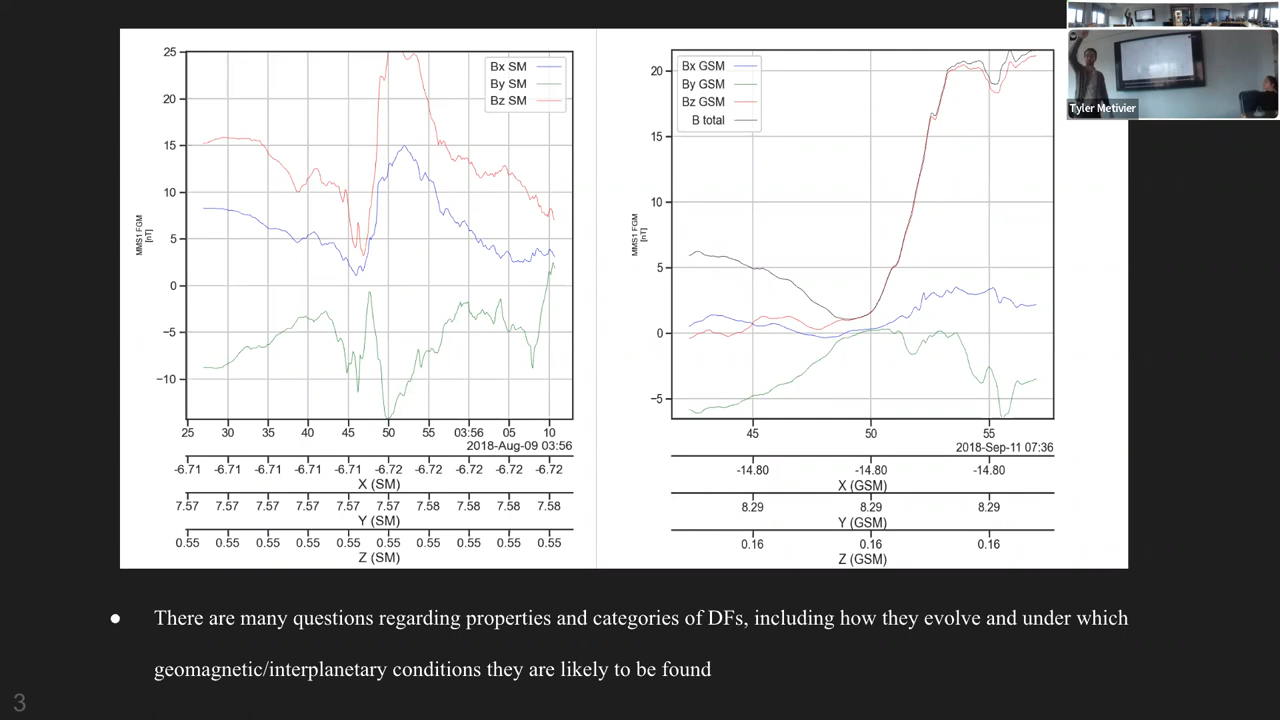 25
20
15
10
5
0
−5
−10
MMS1 FGM
[nT]
Bx SM
By SM
Bz SM
25 30 35 40 45 50 55 03:56 05 10
2018-Aug-09 03:56
-6.71 -6.71 -6.71 -6.71 -6.71 -6.72 -6.72 -6.72 -6.72 -6.72
X (SM)
7.57 7.57 7.57 7.57 7.57 7.57 7.58 7.58 7.58 7.58
Y (SM)
0.55 0.55 0.55 0.55 0.55 0.55 0.55 0.55 0.55 0.55
Z (SM)
20
15
10
5
0
−5
MMS1 FGM
[nT]
Bx GSM
By GSM
Bz GSM
B total
45 50 55
2018-Sep-11 07:36
-14.80 -14.80 -14.80
X (GSM)
8.29 8.29 8.29
Y (GSM)
0.16 0.16 0.16
Z (GSM)
Tyler Metivier
● There are many questions regarding properties and categories of DFs, including how they evolve and under which
geomagnetic/interplanetary conditions they are likely to be found
3